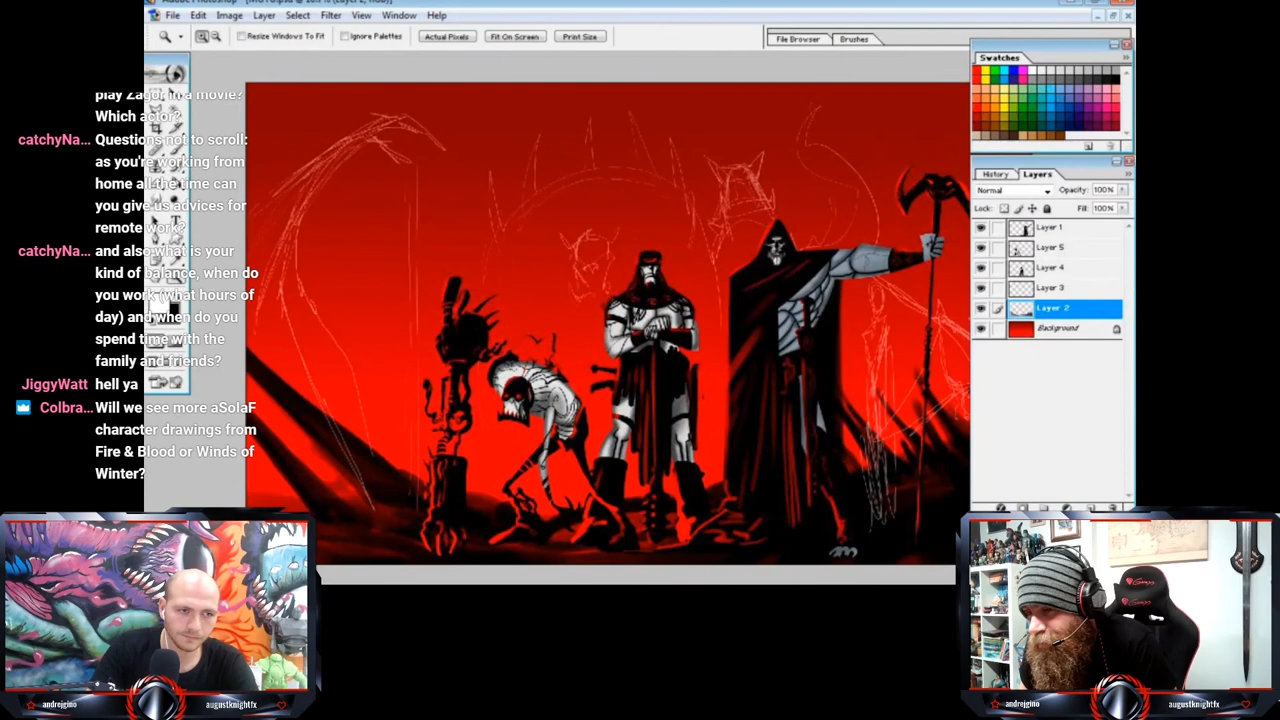 File Edit Image Layer Select Filter View Window Help
Resize Windows To Fit Ignore Palettes Actual Pixels Fit On Screen Print Size File Browser Brushes
Swatches
History Layers
Normal Opacity: 100%
Lock: Fill: 100%
Layer 1
Layer 5
Layer 4
Layer 3
Layer 2
Background
play Zagor in a movie?
Which actor?
catchyNa... Questions not to scroll:
as you're working from
home all the time can
you give us advices for
remote work?
catchyNa... and also what is your
kind of balance, when do
you work (what hours of
day) and when do you
spend time with the
family and friends?
JiggyWatt hell ya
Colbra... Will we see more aSoIaF
character drawings from
Fire & Blood or Winds of
Winter?
andrejgino augustknightfx
andrejgino augustknightfx